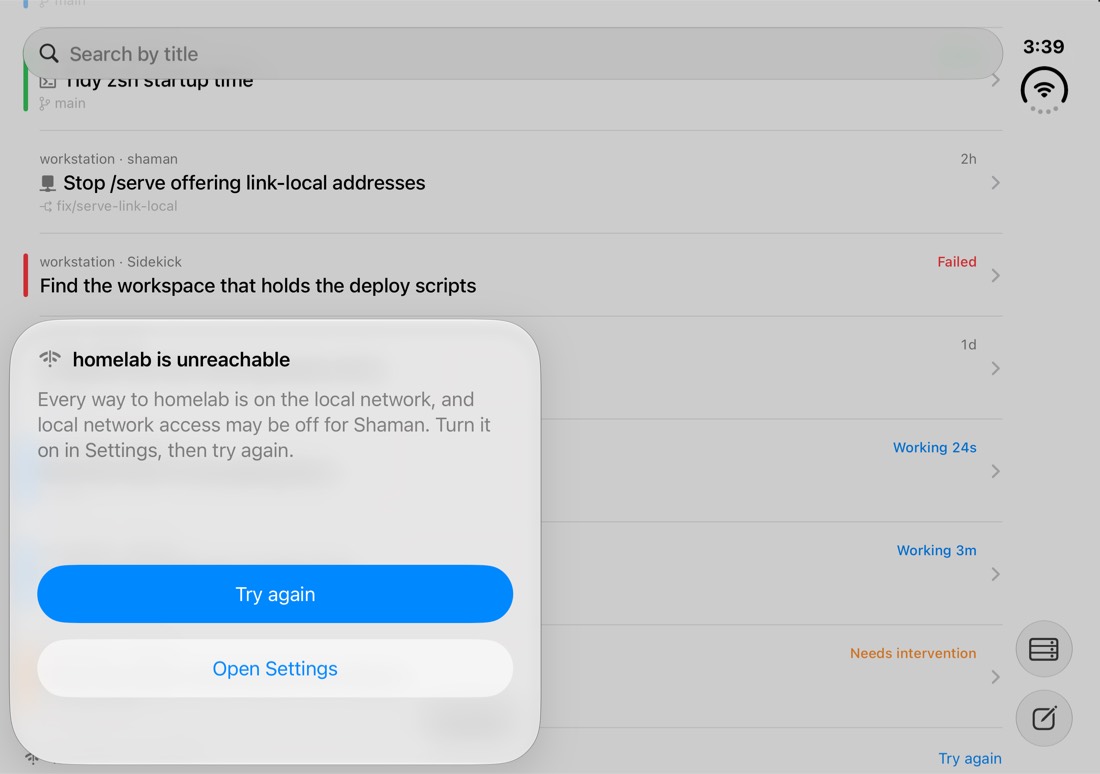 main
Search by title
3:39
Tidy zsh startup time
main
workstation · shaman
2h
Stop /serve offering link-local addresses
fix/serve-link-local
workstation · Sidekick
Failed
Find the workspace that holds the deploy scripts
1d
homelab is unreachable
Every way to homelab is on the local network, and
local network access may be off for Shaman. Turn it
on in Settings, then try again.
Working 24s
Working 3m
Try again
Needs intervention
Open Settings
Try again